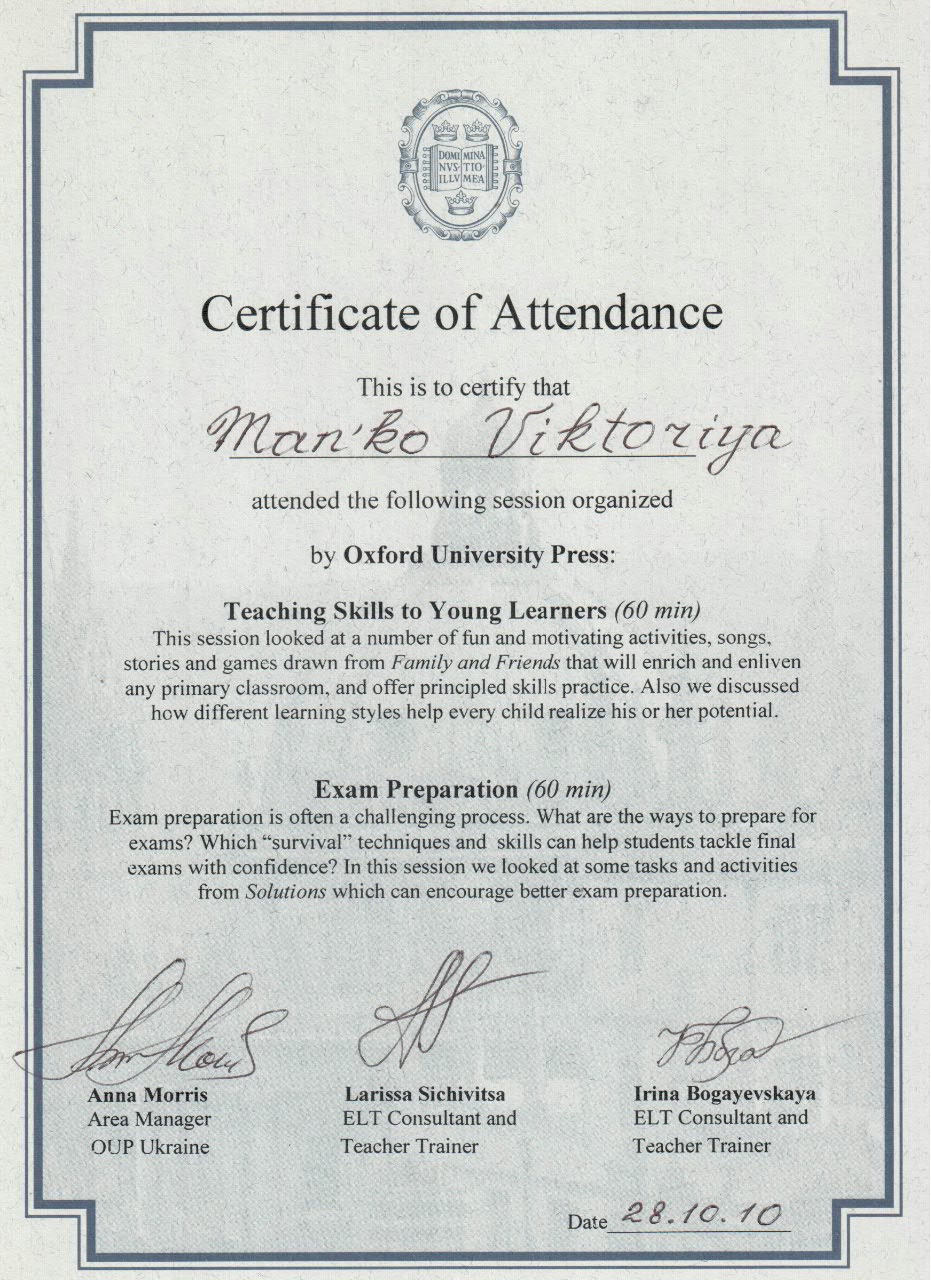 DOMI MINA
NVS TIO
ILLV MEA
Certificate of Attendance
This is to certify that
Man'ko Viktoriya
attended the following session organized
by Oxford University Press:
Teaching Skills to Young Learners (60 min)
This session looked at a number of fun and motivating activities, songs,
stories and games drawn from Family and Friends that will enrich and enliven
any primary classroom, and offer principled skills practice. Also we discussed
how different learning styles help every child realize his or her potential.
Exam Preparation (60 min)
Exam preparation is often a challenging process. What are the ways to prepare for
exams? Which “survival” techniques and skills can help students tackle final
exams with confidence? In this session we looked at some tasks and activities
from Solutions which can encourage better exam preparation.
Anna Morris Larissa Sichivitsa Irina Bogayevskaya
Area Manager ELT Consultant and ELT Consultant and
OUP Ukraine Teacher Trainer Teacher Trainer
Date 28.10.10